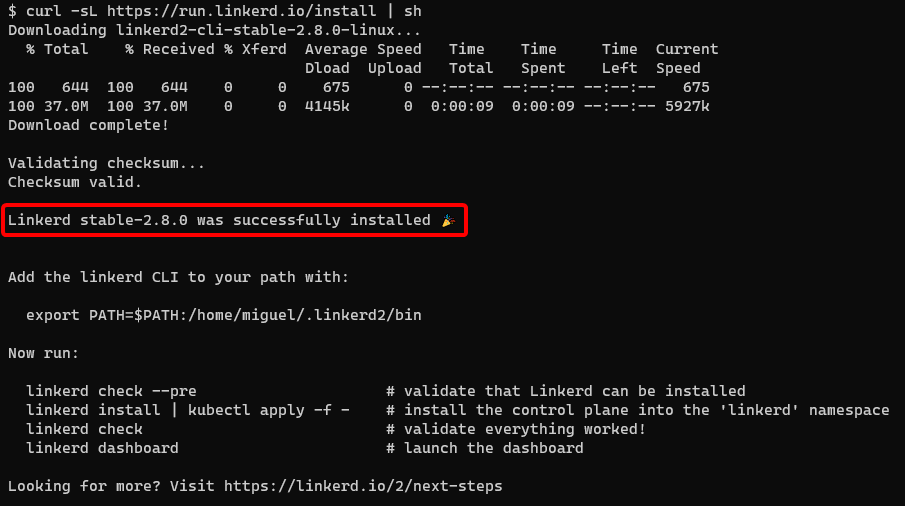 $ curl -sL https://run.linkerd.io/install | sh
Downloading linkerd2-cli-stable-2.8.0-linux...
  % Total    % Received % Xferd  Average Speed   Time    Time     Time  Current
                                 Dload  Upload   Total   Spent    Left  Speed
100   644  100   644    0     0    675      0 --:--:-- --:--:-- --:--:--   675
100 37.0M  100 37.0M    0     0  4145k      0  0:00:09  0:00:09 --:--:-- 5927k
Download complete!

Validating checksum...
Checksum valid.

Linkerd stable-2.8.0 was successfully installed 🎉

Add the linkerd CLI to your path with:

  export PATH=$PATH:/home/miguel/.linkerd2/bin

Now run:

  linkerd check --pre                     # validate that Linkerd can be installed
  linkerd install | kubectl apply -f -    # install the control plane into the 'linkerd' namespace
  linkerd check                           # validate everything worked!
  linkerd dashboard                       # launch the dashboard

Looking for more? Visit https://linkerd.io/2/next-steps